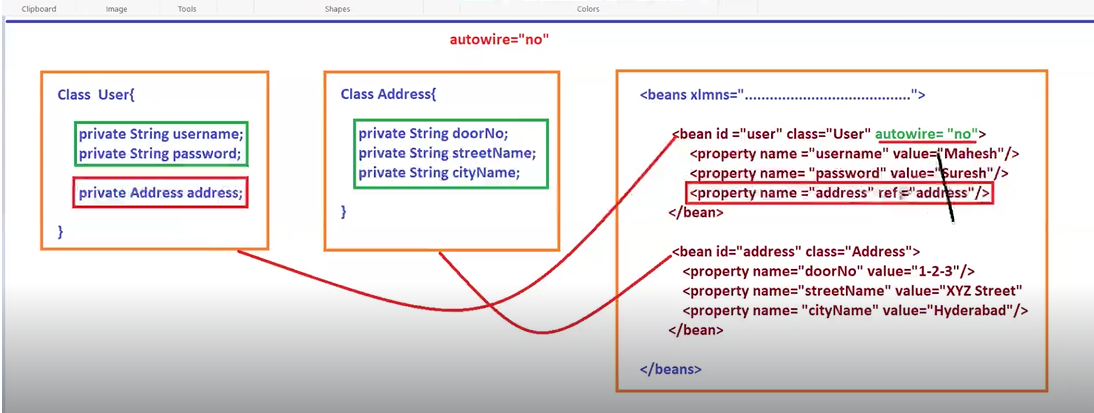 Clipboard
Image
Tools
Shapes
Colors
autowire="no"
Class User{
private String username;
private String password;
private Address address;
}
Class Address{
private String doorNo;
private String streetName;
private String cityName;
}
<beans xlmns=".......................................">
<bean id ="user" class="User" autowire= "no">
<property name ="username" value="Mahesh"/>
<property name= "password" value="Suresh"/>
<property name ="address" ref ="address"/>
</bean>
<bean id="address" class="Address">
<property name="doorNo" value="1-2-3"/>
<property name="streetName" value="XYZ Street"
<property name= "cityName" value="Hyderabad"/>
</bean>
</beans>